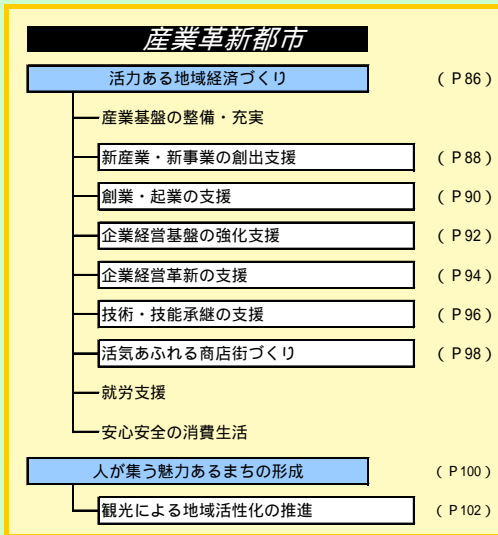 産業革新都市
活力ある地域経済づくり （P86）
産業基盤の整備・充実
新産業・新事業の創出支援 （P88）
創業・起業の支援 （P90）
企業経営基盤の強化支援 （P92）
企業経営革新の支援 （P94）
技術・技能承継の支援 （P96）
活気あふれる商店街づくり （P98）
就労支援
安心安全の消費生活
人が集う魅力あるまちの形成 （P100）
観光による地域活性化の推進 （P102）